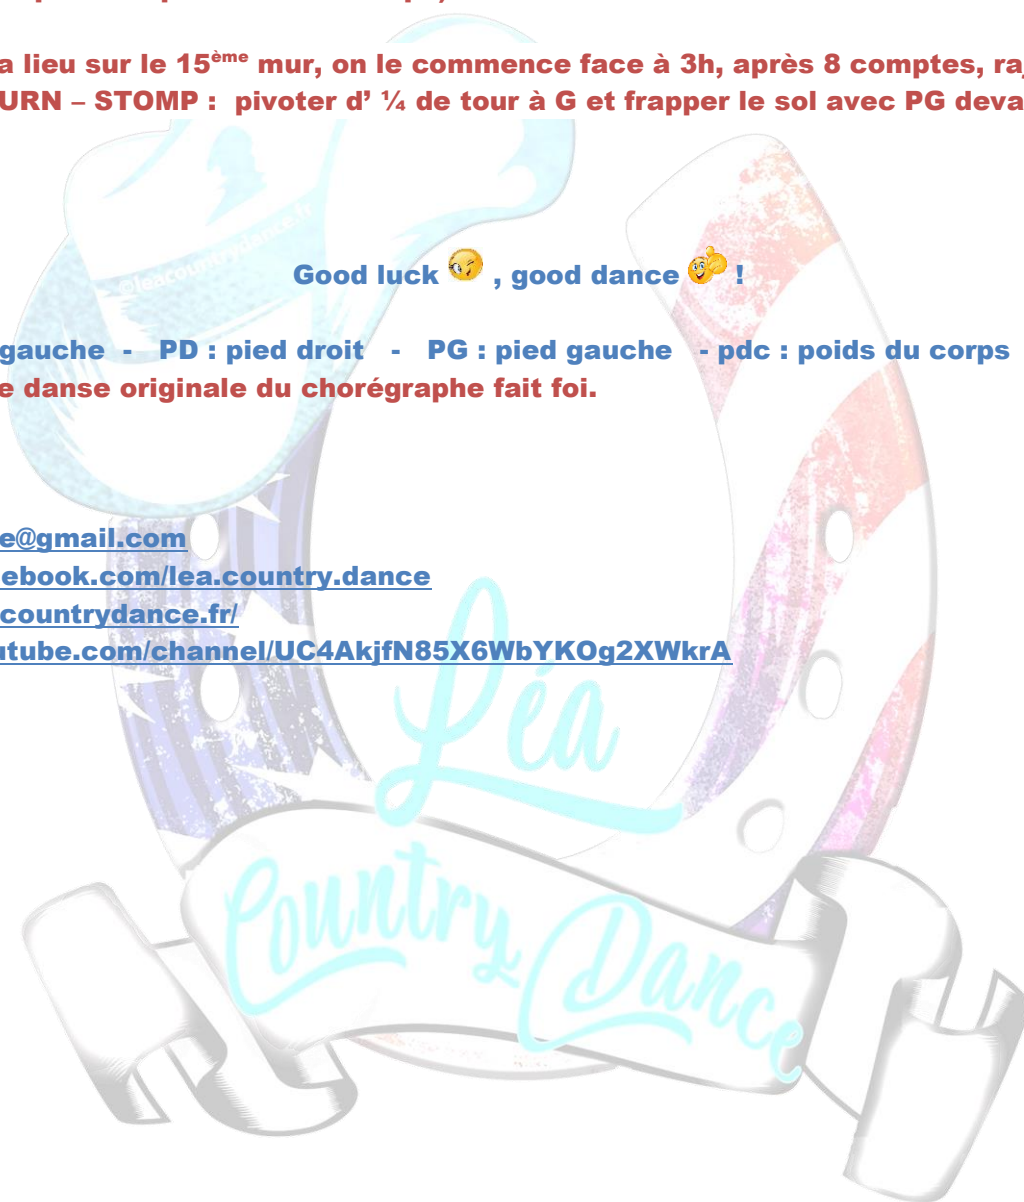 a lieu sur le 15ème mur, on le commence face à 3h, après 8 comptes,
URN – STOMP : pivoter d' ¼ de tour à G et frapper le sol avec PG
@leacountrydance.fr
Good luck , good dance !
gauche - PD : pied droit - PG : pied gauche - pdc : poids du corps
e danse originale du chorégraphe fait foi.
e@gmail.com
ebook.com/lea.country.dance
countrydance.fr/
utube.com/channel/UC4AkjfN85X6WbYKOg2XWkrA
Léa
Country Dance